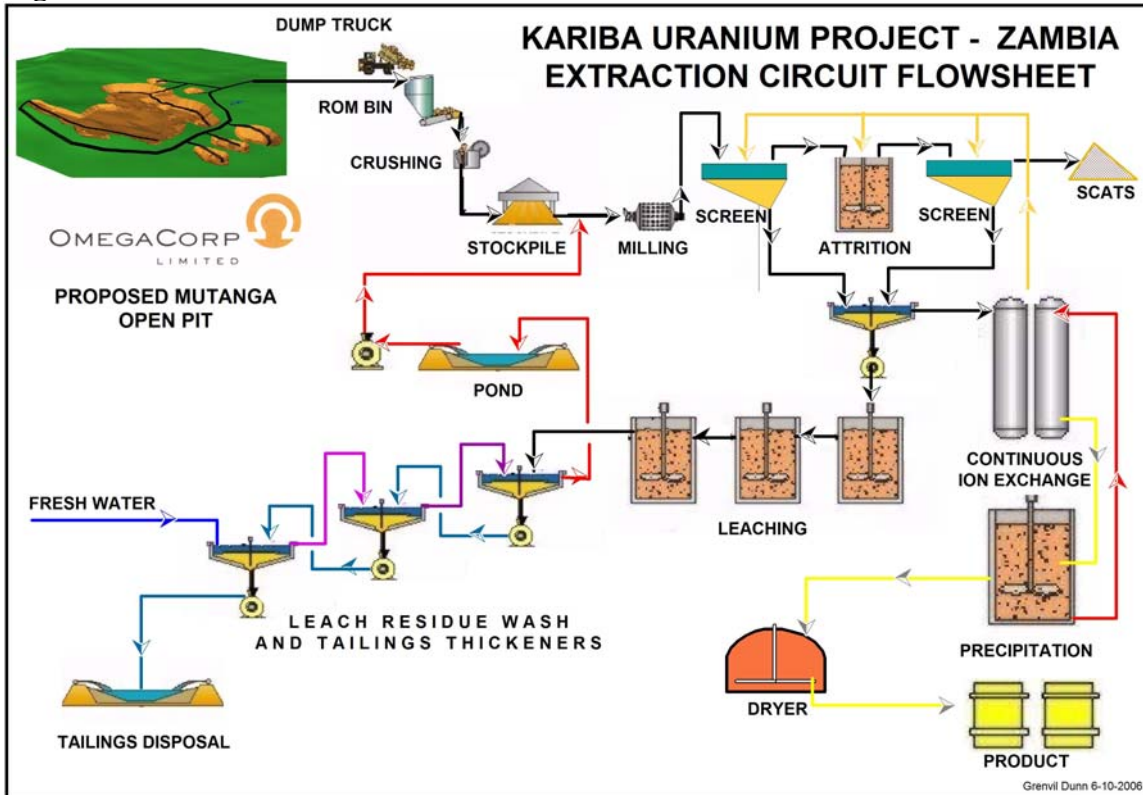 KARIBA URANIUM PROJECT - ZAMBIA
EXTRACTION CIRCUIT FLOWSHEET
DUMP TRUCK
ROM BIN
CRUSHING
STOCKPILE
MILLING
SCREEN
ATTRITION
SCREEN
SCATS
OMEGACORP
LIMITED
PROPOSED MUTANGA
OPEN PIT
POND
LEACHING
CONTINUOUS
ION EXCHANGE
FRESH WATER
LEACH RESIDUE WASH
AND TAILINGS THICKENERS
TAILINGS DISPOSAL
PRECIPITATION
DRYER
PRODUCT
Grenvil Dunn 6-10-2006